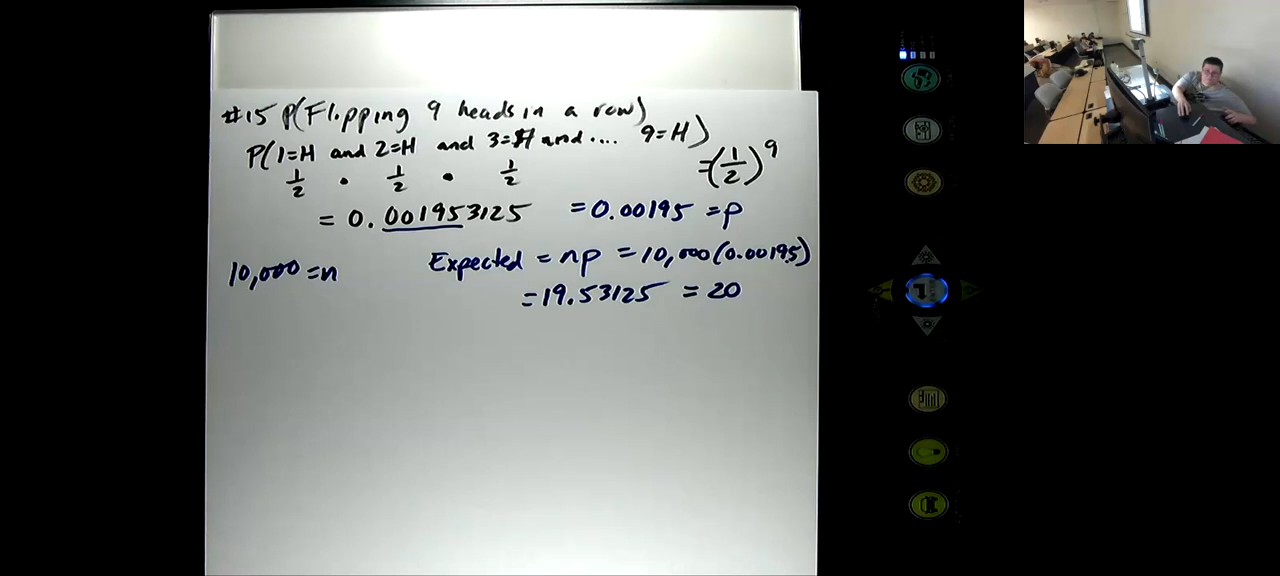 #15 P(Flipping 9 heads in a row)
P(1=H and 2=H and 3=H and.... 9=H)
1/2 • 1/2 • 1/2 =(1/2)^9
= 0.001953125 = 0.00195 = p
10,000 = n Expected = np = 10,000(0.00195)
= 19.53125 = 20